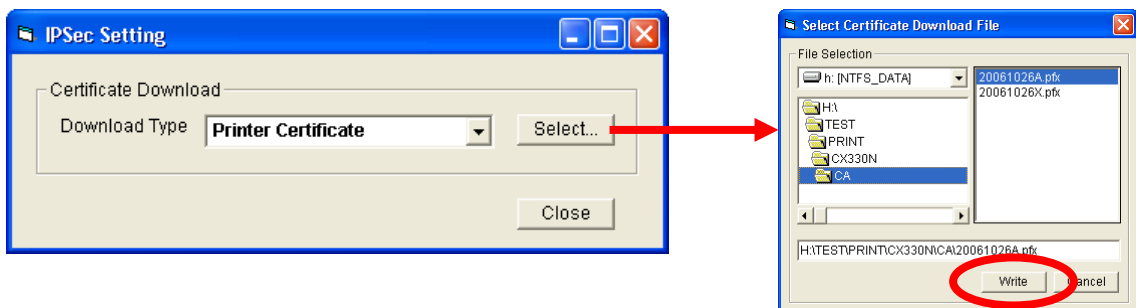 IPSec Setting
Certificate Download
Download Type
Printer Certificate
Select...
Close
Select Certificate Download File
File Selection
h: [NTFS_DATA]
H:\
TEST
PRINT
CX330N
CA
20061026A.pfx
20061026X.pfx
H:\TEST\PRINT\CX330N\CA\20061026A.pfx
Write
Cancel